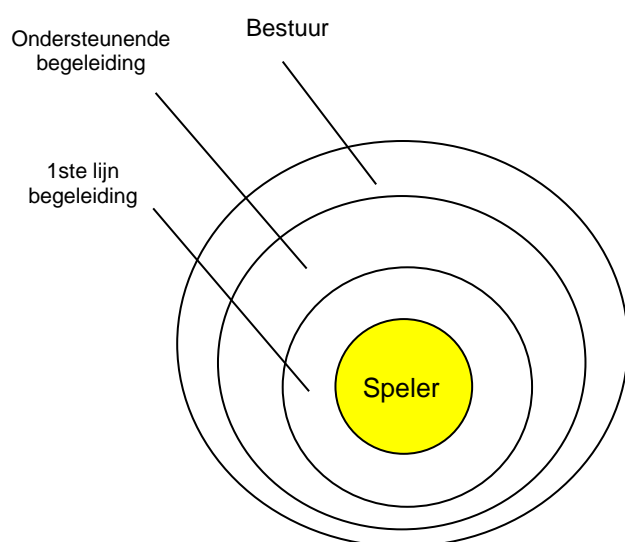 Bestuur
Ondersteunende
begeleiding
1ste lijn
begeleiding
Speler